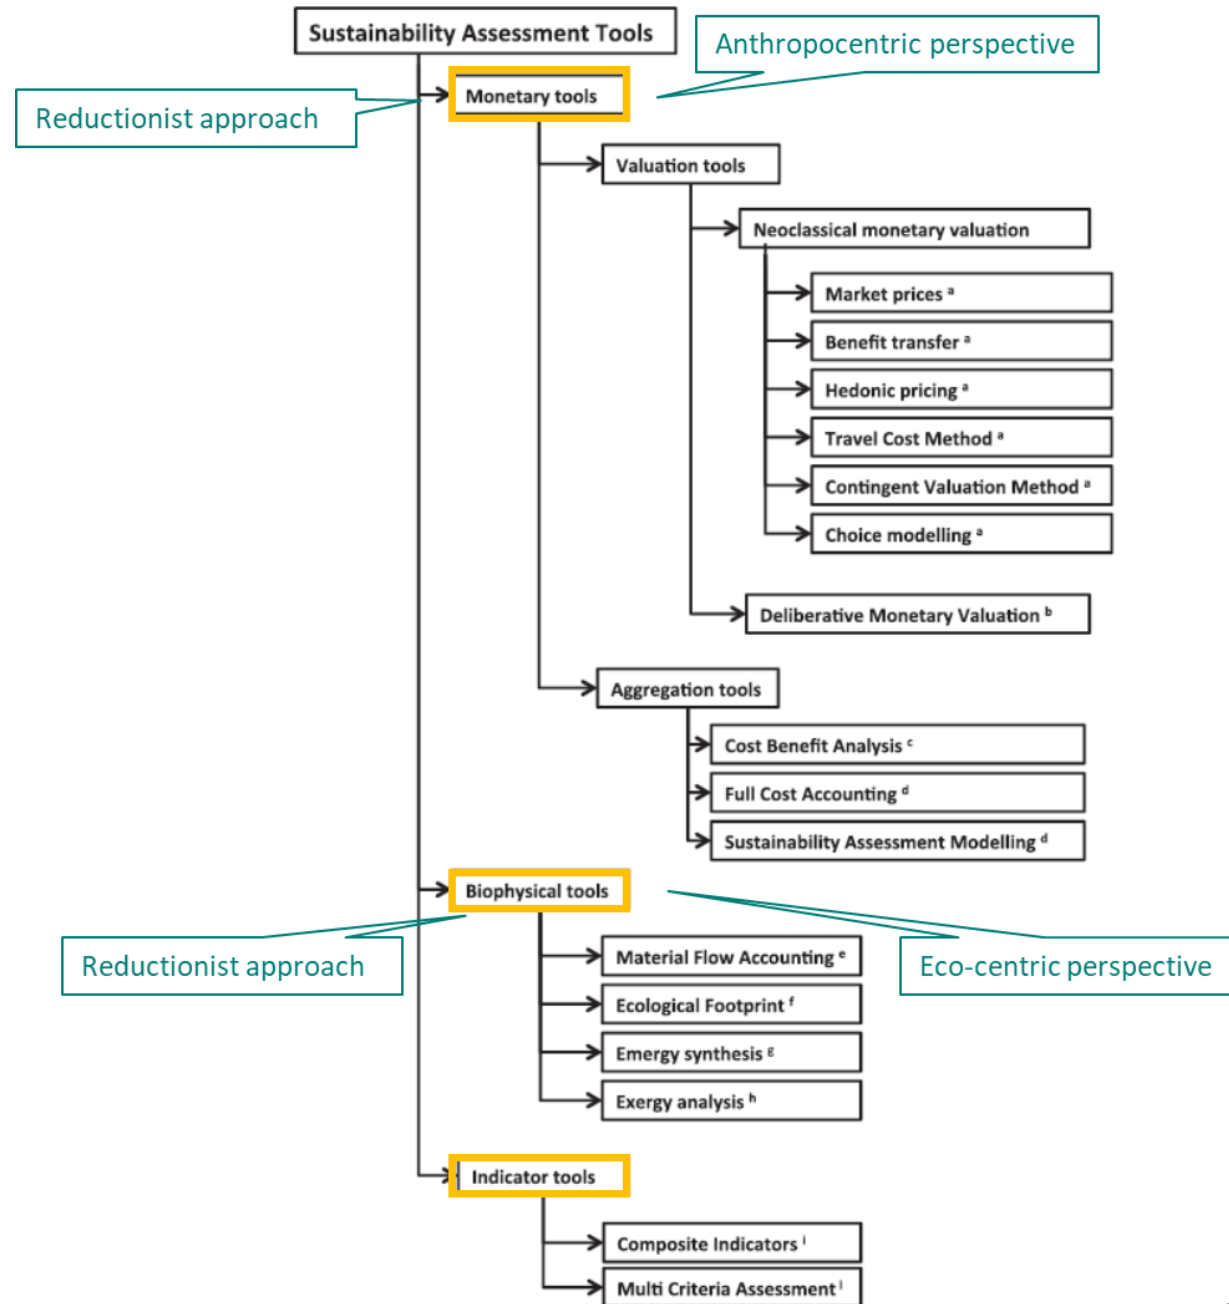 Sustainability Assessment Tools
Anthropocentric perspective
Monetary tools
Reductionist approach
Valuation tools
Neoclassical monetary valuation
Market prices ª
Benefit transfer ª
Hedonic pricing ª
Travel Cost Method ª
Contingent Valuation Method ª
Choice modelling ª
Deliberative Monetary Valuation ᵇ
Aggregation tools
Cost Benefit Analysis ᶜ
Full Cost Accounting ᵈ
Sustainability Assessment Modelling ᵈ
Biophysical tools
Reductionist approach
Eco-centric perspective
Material Flow Accounting ᵉ
Ecological Footprint ᶠ
Emergy synthesis ᵍ
Exergy analysis ʰ
Indicator tools
Composite Indicators ⁱ
Multi Criteria Assessment ⁱ